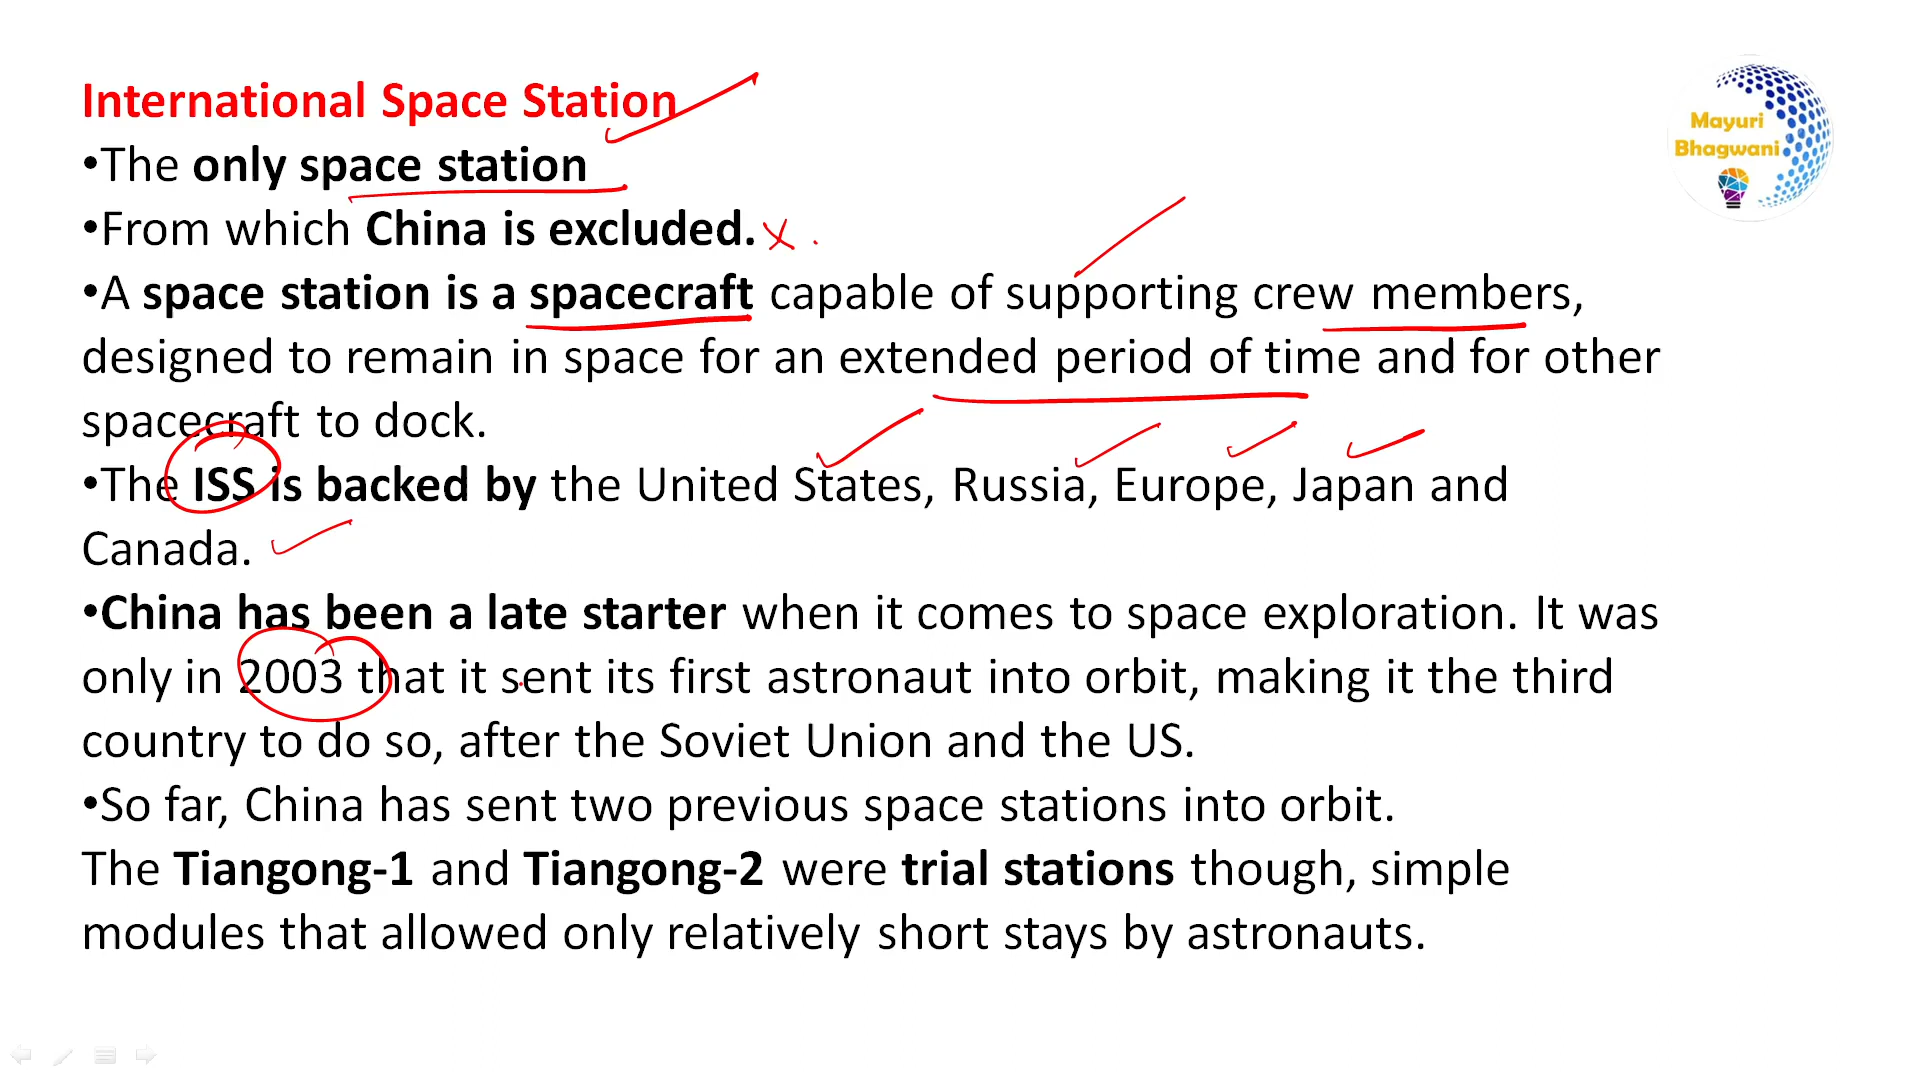 International Space Station
•The only space station
•From which China is excluded. x .
•A space station is a spacecraft capable of supporting crew members,
designed to remain in space for an extended period of time and for other
spacecraft to dock.
•The ISS is backed by the United States, Russia, Europe, Japan and
Canada.
•China has been a late starter when it comes to space exploration. It was
only in 2003 that it sent its first astronaut into orbit, making it the third
country to do so, after the Soviet Union and the US.
•So far, China has sent two previous space stations into orbit.
The Tiangong-1 and Tiangong-2 were trial stations though, simple
modules that allowed only relatively short stays by astronauts.
Mayuri
Bhagwani